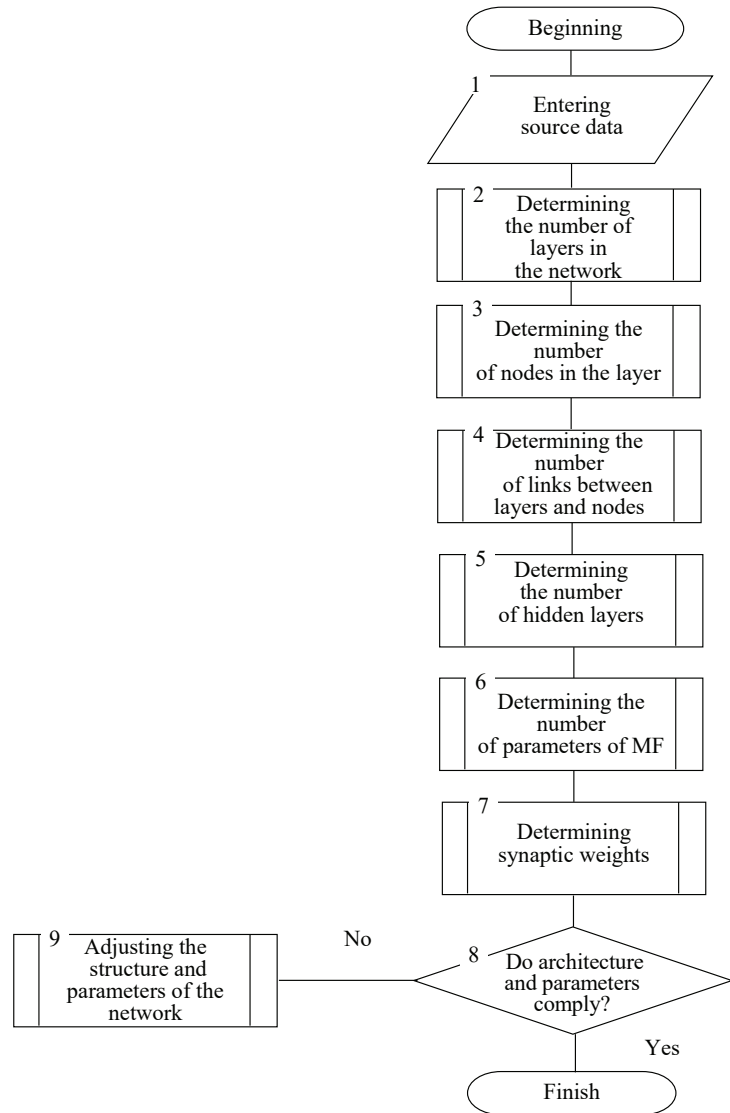 Beginning
1
Entering
source data
2
Determining
the number of
layers in
the network
3
Determining the
number
of nodes in the layer
4
Determining the
number
of links between
layers and nodes
5
Determining
the number
of hidden layers
6
Determining the
number
of parameters of MF
7
Determining
synaptic weights
8
Do architecture
and parameters
comply?
No
9
Adjusting the
structure and
parameters of the
network
Yes
Finish